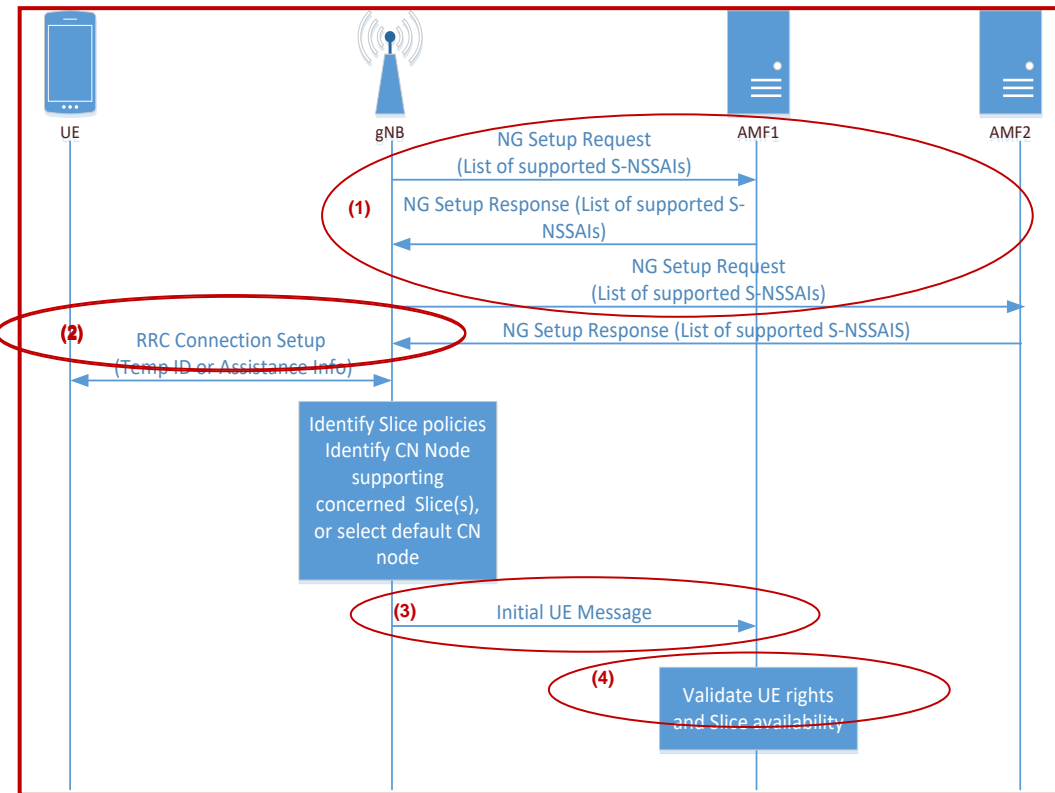 UE
gNB
AMF1
AMF2
NG Setup Request
(List of supported S-NSSAIs)
(1)
NG Setup Response (List of supported S-
NSSAIs)
NG Setup Request
(List of supported S-NSSAIs)
(2)
NG Setup Response (List of supported S-NSSAIS)
RRC Connection Setup
(Temp ID or Assistance Info)
Identify Slice policies
Identify CN Node
supporting
concerned Slice(s),
or select default CN
node
(3)
Initial UE Message
(4)
Validate UE rights
and Slice availability